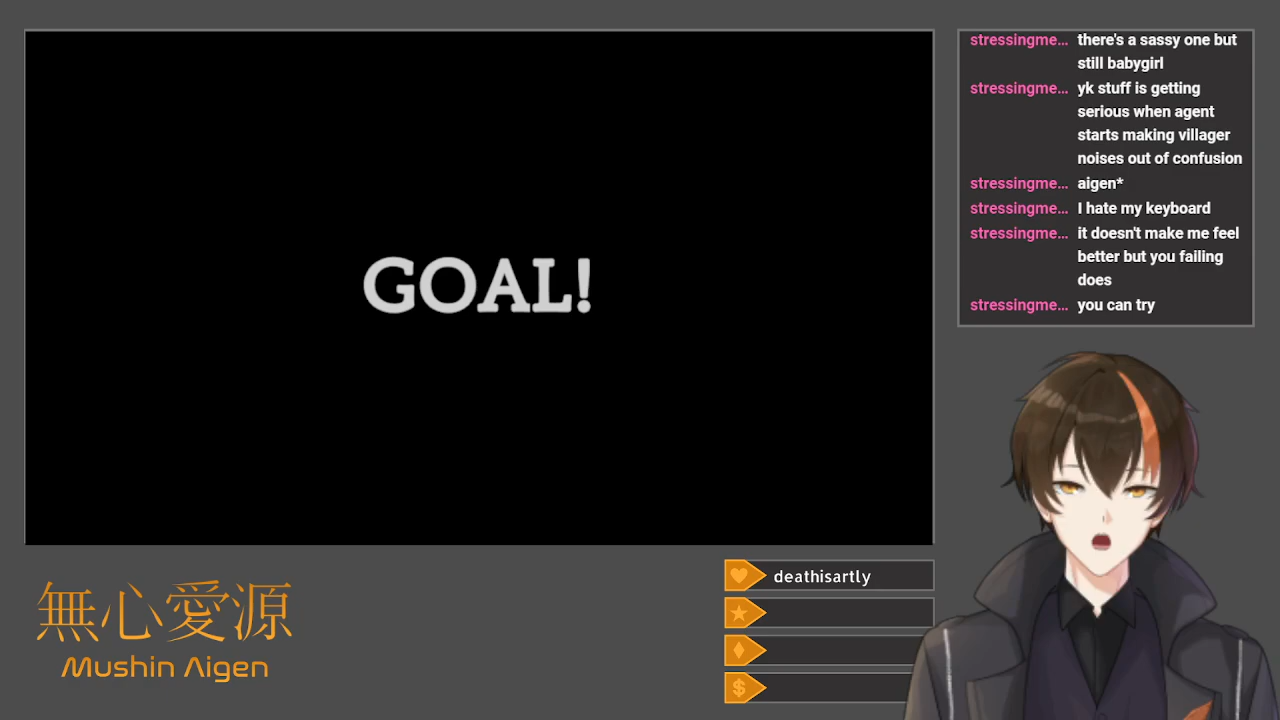 GOAL!
stressingme... there's a sassy one but
still babygirl
stressingme... yk stuff is getting
serious when agent
starts making villager
noises out of confusion
stressingme... aigen*
stressingme... I hate my keyboard
stressingme... it doesn't make me feel
better but you failing
does
stressingme... you can try
無心愛源
Mushin Aigen
deathisartly
$